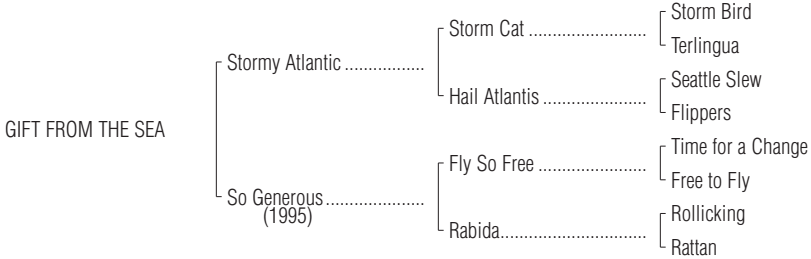 Storm Bird
Storm Cat ........................
Terlingua
Stormy Atlantic ................
Seattle Slew
Hail Atlantis .....................
Flippers
GIFT FROM THE SEA
Time for a Change
Fly So Free ......................
Free to Fly
So Generous ....................
(1995)
Rollicking
Rabida.............................
Rattan